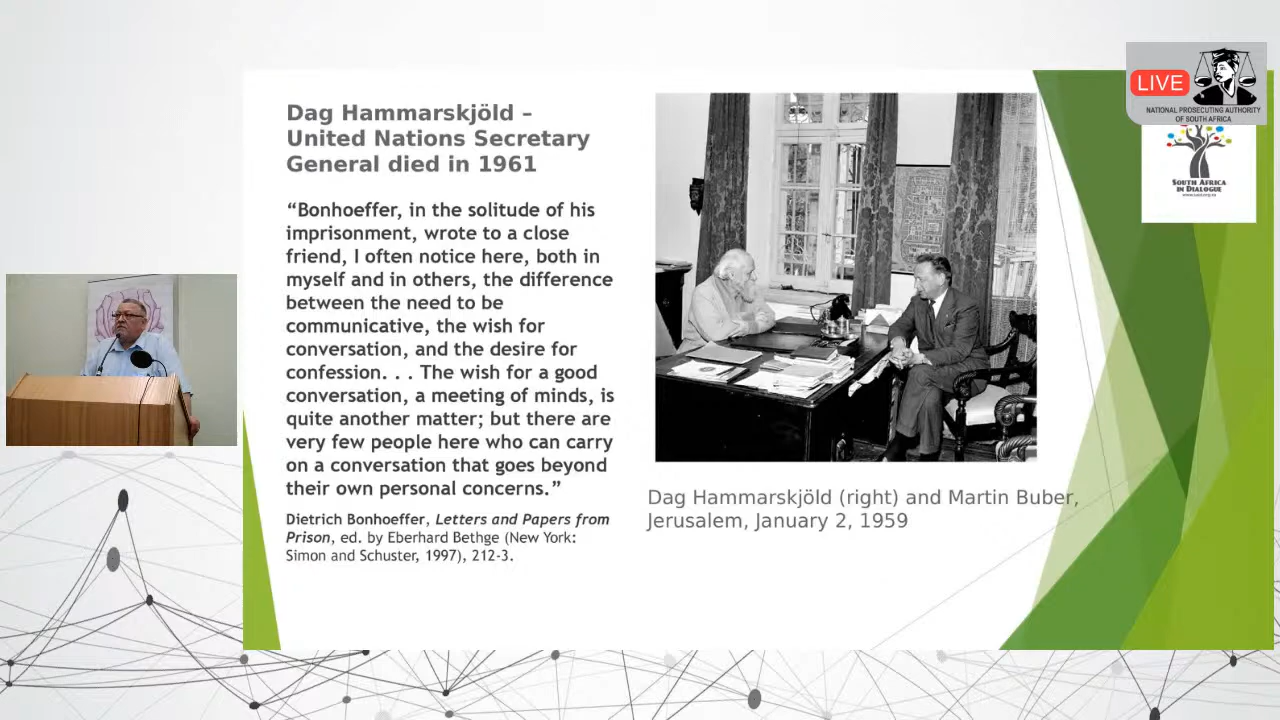 Dag Hammarskjöld –
United Nations Secretary
General died in 1961
“Bonhoeffer, in the solitude of his
imprisonment, wrote to a close
friend, I often notice here, both in
myself and in others, the difference
between the need to be
communicative, the wish for
conversation, and the desire for
confession. . . The wish for a good
conversation, a meeting of minds, is
quite another matter; but there are
very few people here who can carry
on a conversation that goes beyond
their own personal concerns.”
Dietrich Bonhoeffer, Letters and Papers from
Prison, ed. by Eberhard Bethge (New York:
Simon and Schuster, 1997), 212-3.
Dag Hammarskjöld (right) and Martin Buber,
Jerusalem, January 2, 1959
LIVE
NATIONAL PROSECUTING AUTHORITY
OF SOUTH AFRICA
SOUTH AFRICA
IN DIALOGUE